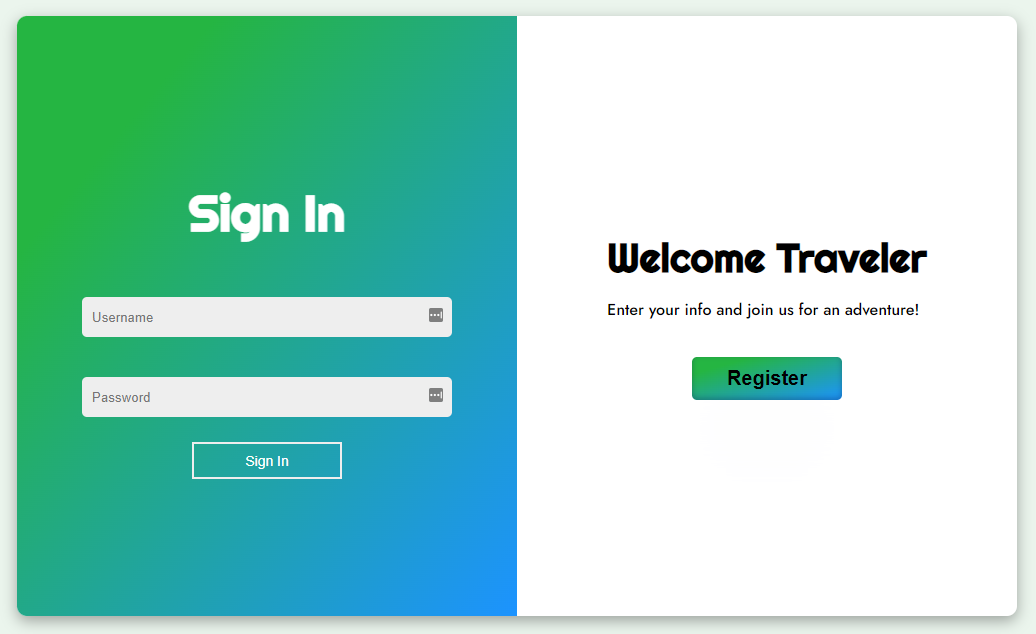 Sign In
Username
Password
Sign In
Welcome Traveler
Enter your info and join us for an adventure!
Register